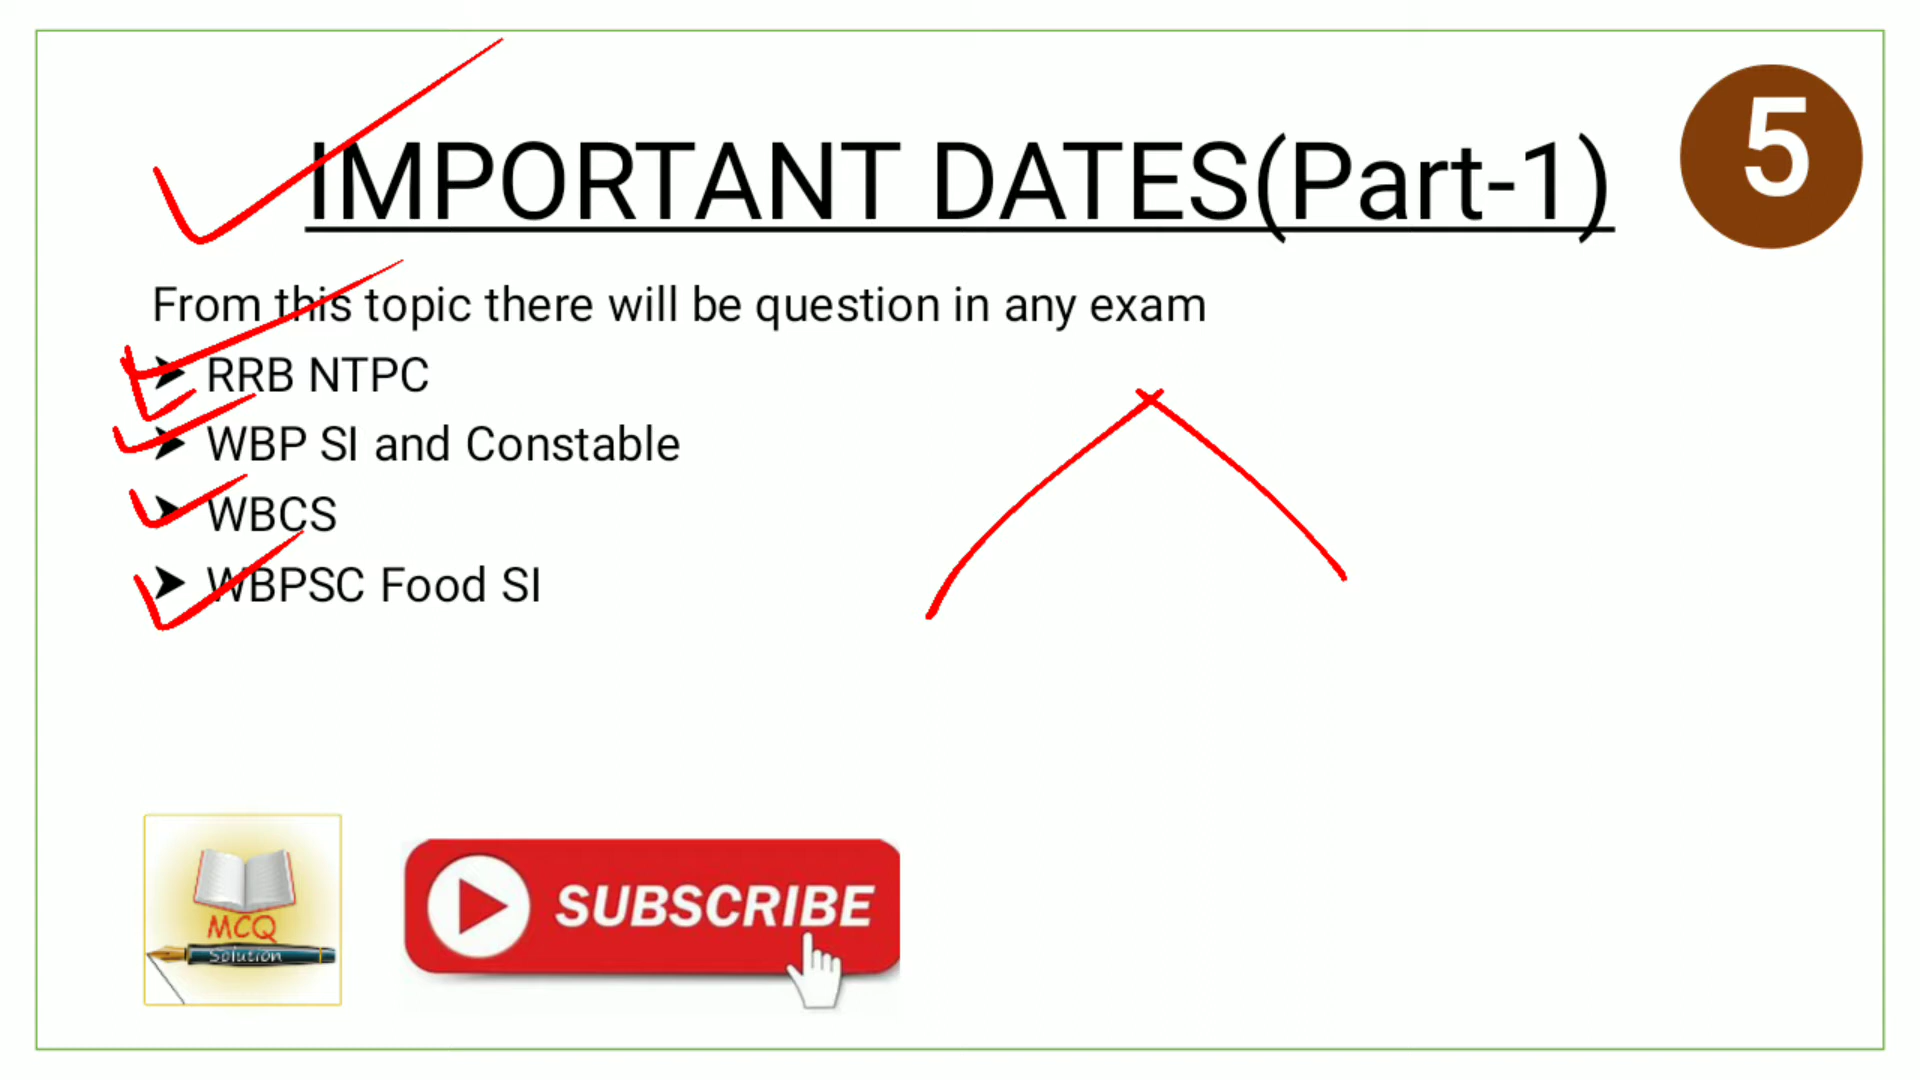 IMPORTANT DATES(Part-1)
5
From this topic there will be question in any exam
RRB NTPC
WBP SI and Constable
WBCS
WBPSC Food SI
MCQ
Solution
SUBSCRIBE